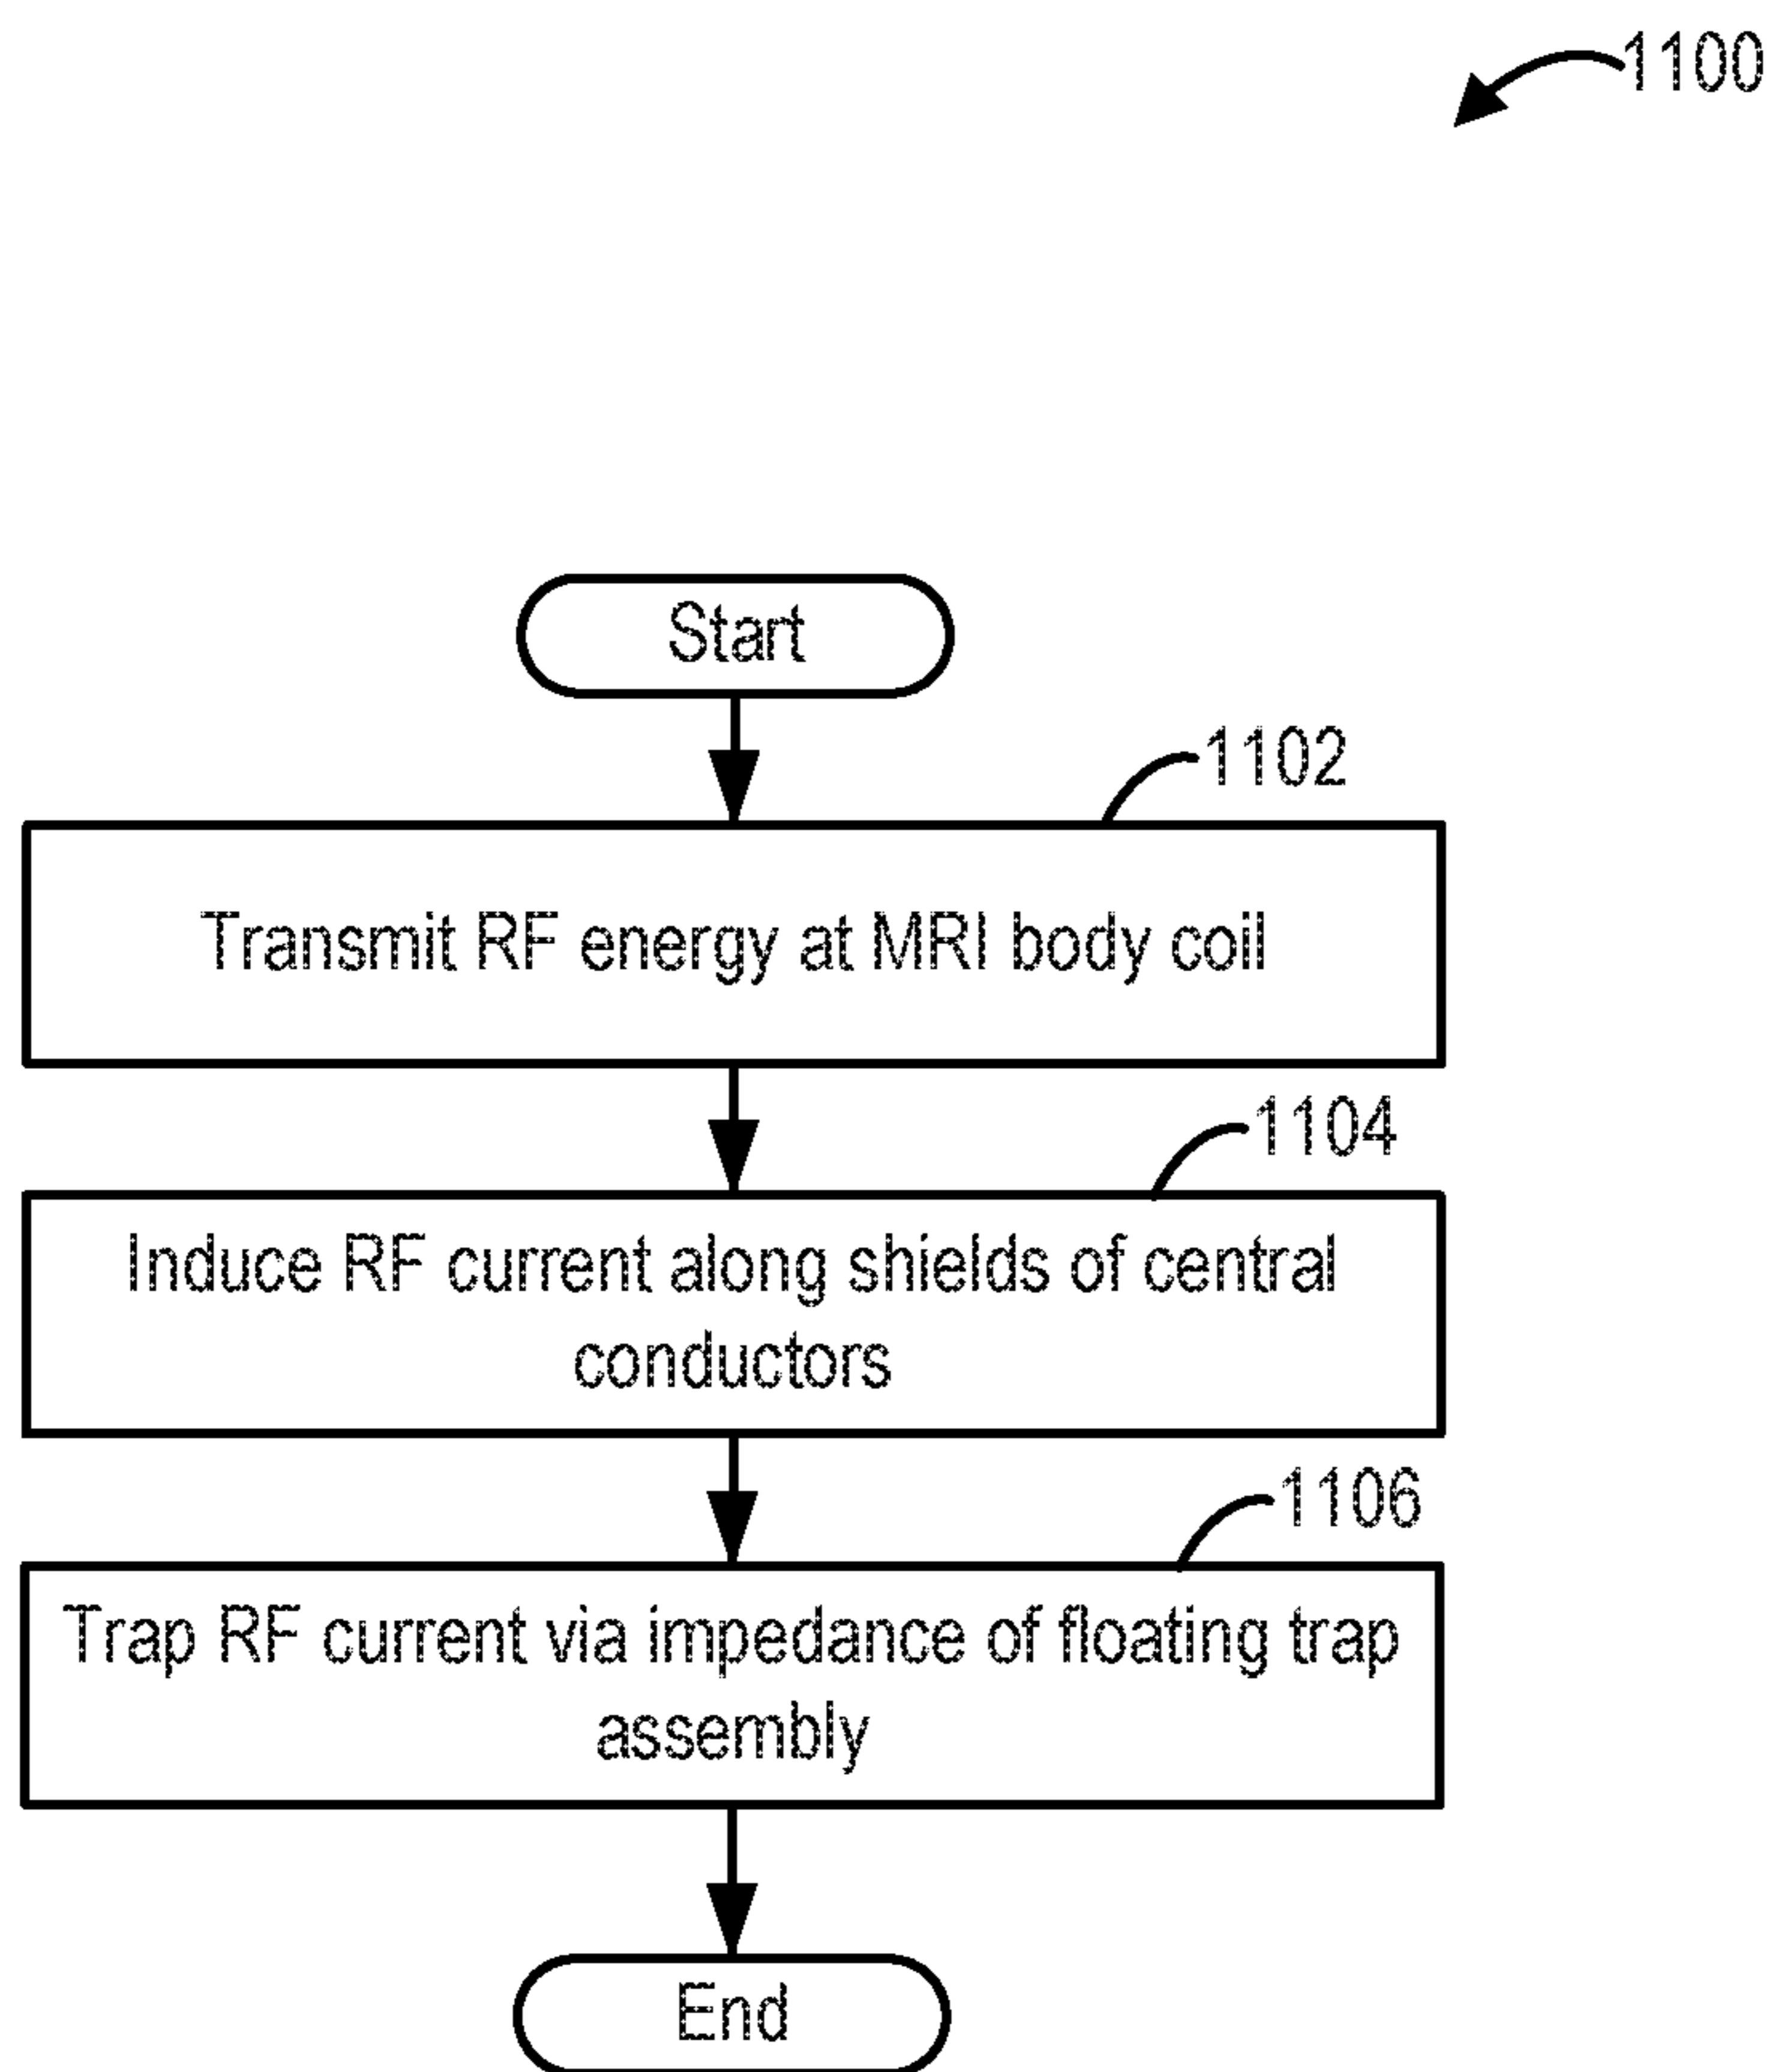 1100
Start
1102
Transmit RF energy at MRI body coil
1104
Induce RF current along shields of central
conductors
1106
Trap RF current via impedance of floating trap
assembly
End